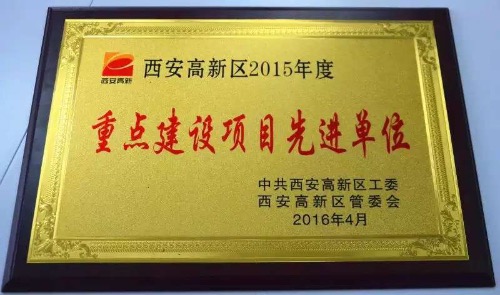 西安高新区2015年度
西安高新
重点建设项目先进单位
中共西安高新区工委
西安高新区管委会
2016年4月